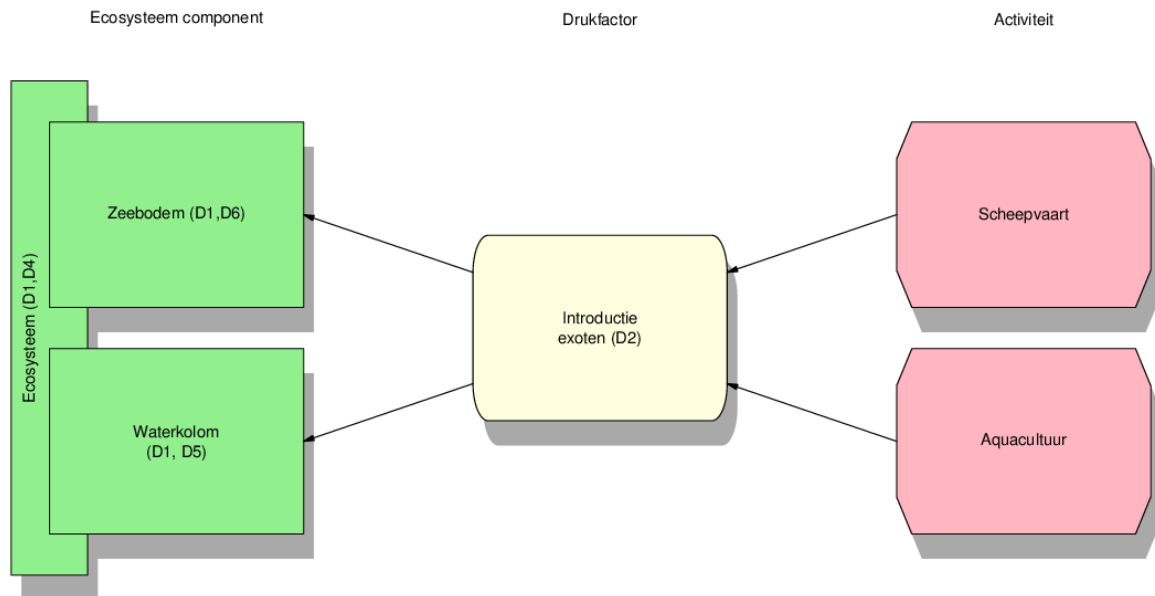 Ecosysteem component
Drukfactor
Activiteit
Ecosysteem (D1,D4)
Zeebodem (D1,D6)
Waterkolom
(D1, D5)
Introductie
exoten (D2)
Scheepvaart
Aquacultuur